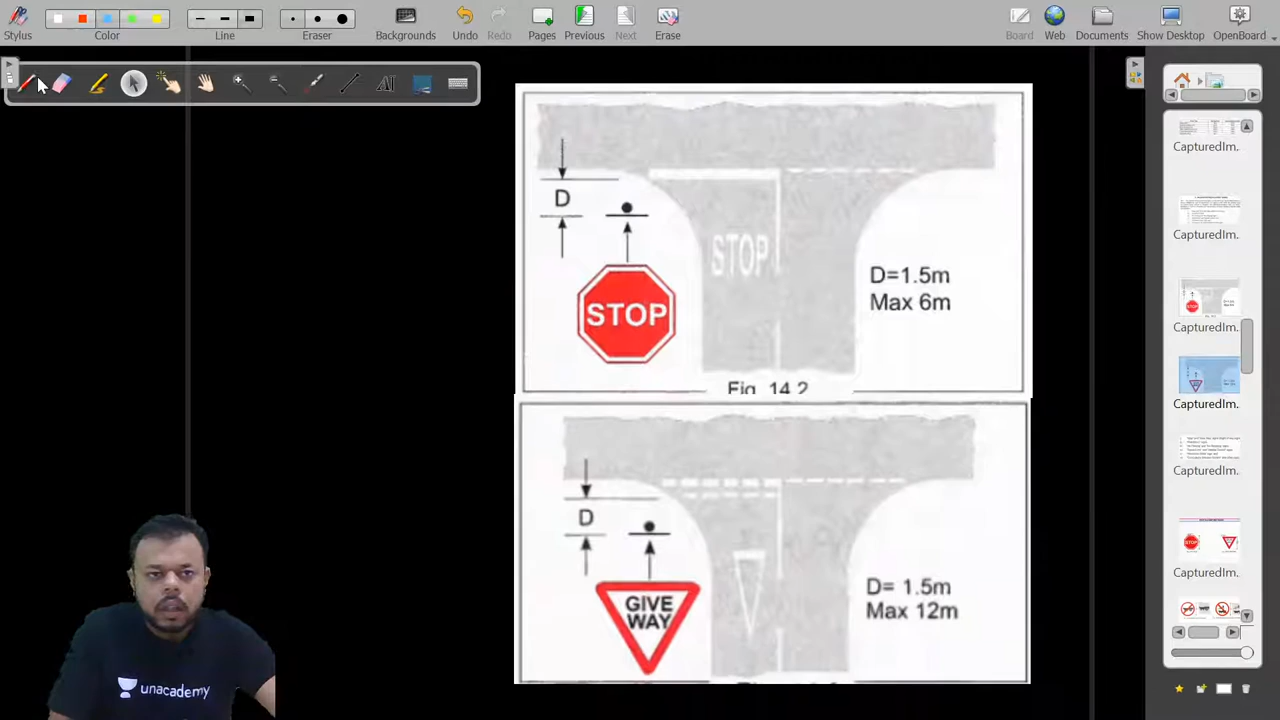 Stylus
Color
Line
Eraser
Backgrounds
Undo
Redo
Pages
Previous
Next
Erase
Board
Web
Documents
Show Desktop
OpenBoard
AI
D
STOP
STOP
D=1.5m
Max 6m
Fig. 14.2
D
GIVE
WAY
D= 1.5m
Max 12m
unacademy
CapturedIm.
CapturedIm.
CapturedIm.
CapturedIm.
CapturedIm.
CapturedIm.